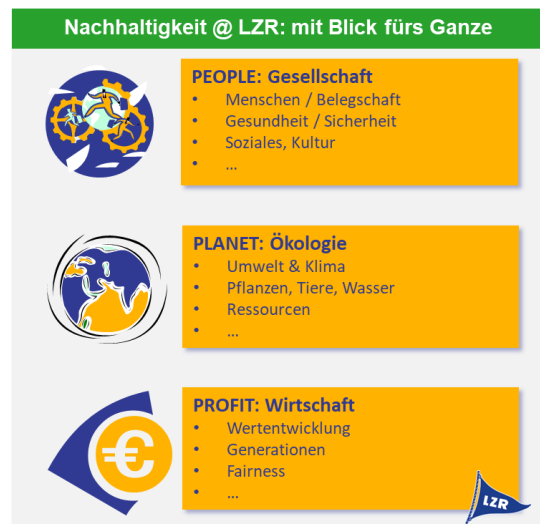 Nachhaltigkeit @ LZR: mit Blick fürs Ganze
PEOPLE: Gesellschaft
• Menschen / Belegschaft
• Gesundheit / Sicherheit
• Soziales, Kultur
• ...
PLANET: Ökologie
• Umwelt & Klima
• Pflanzen, Tiere, Wasser
• Ressourcen
• ...
PROFIT: Wirtschaft
• Wertentwicklung
• Generationen
• Fairness
• ...
€
LZR